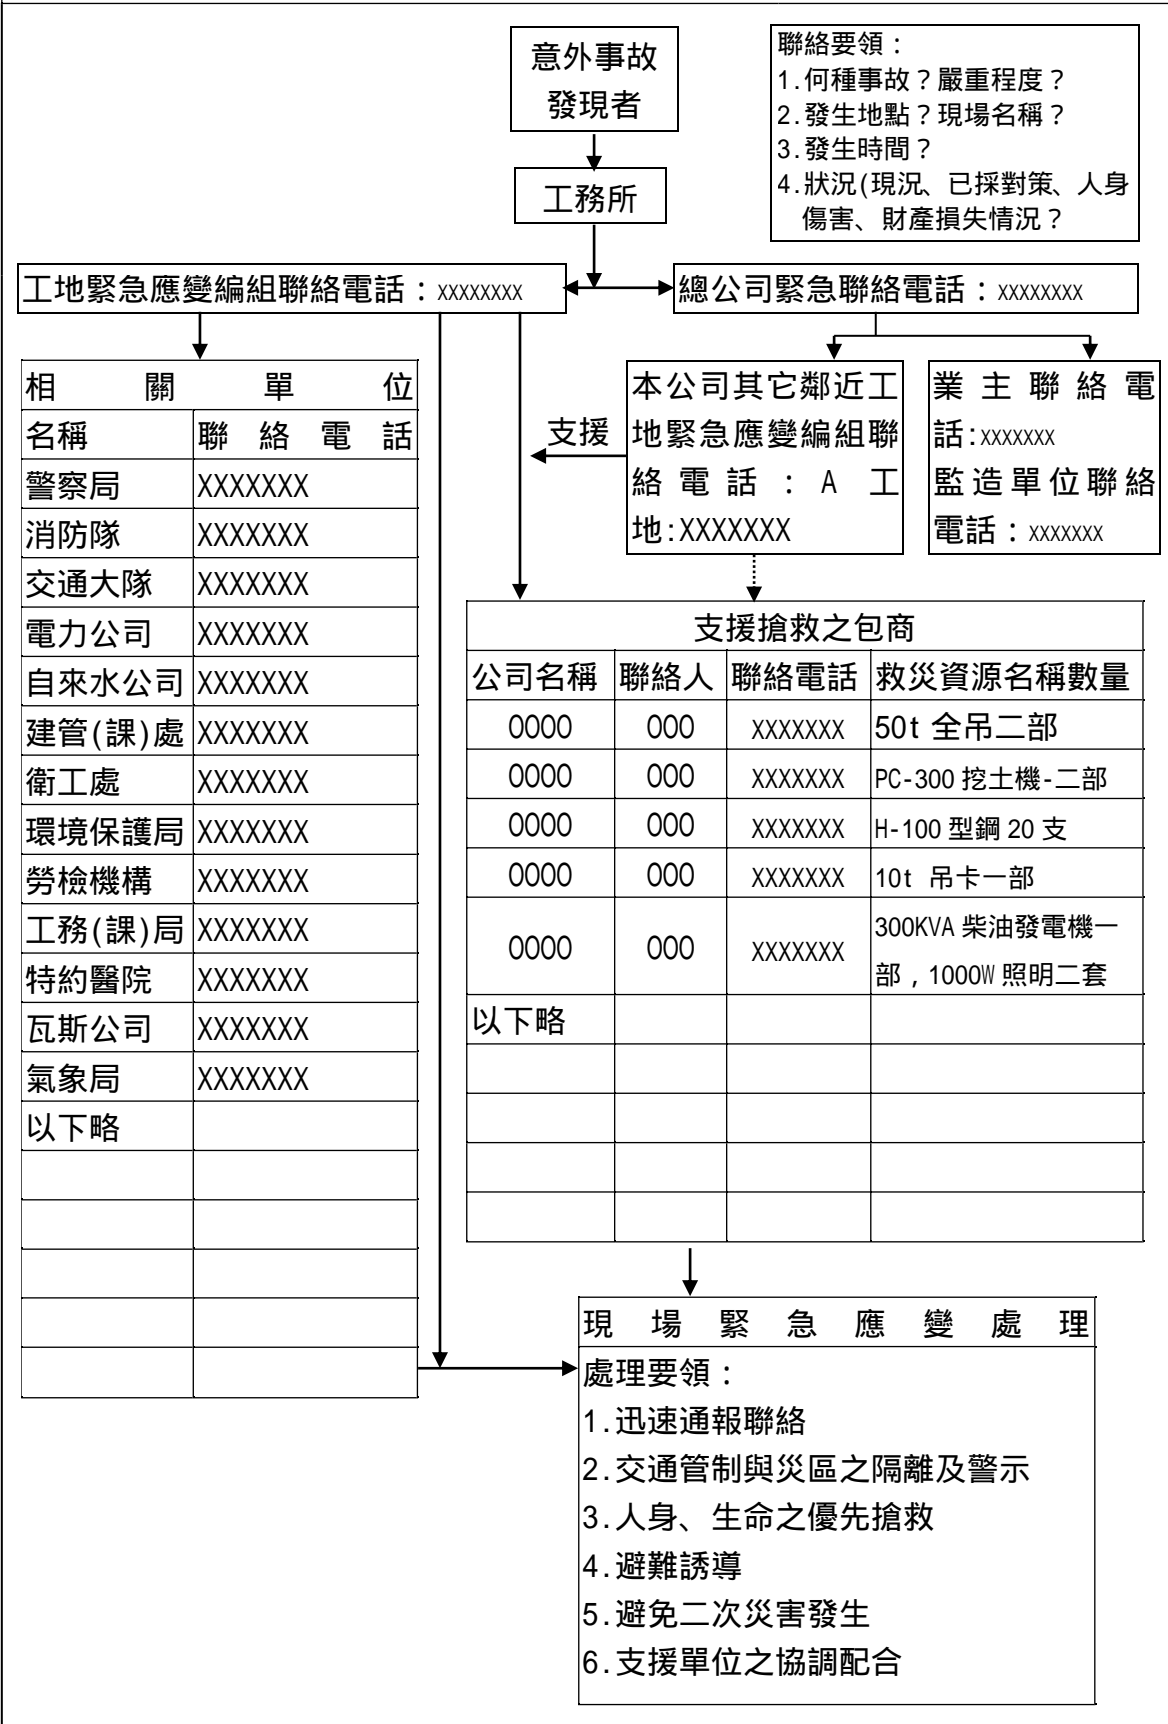 意外事故
發現者
聯絡要領：
1.何種事故？嚴重程度？
2.發生地點？現場名稱？
3.發生時間？
4.狀況(現況、已採對策、人身
傷害、財產損失情況？
工務所
工地緊急應變編組聯絡電話：XXXXXXXX
總公司緊急聯絡電話：XXXXXXXX
相關單位
名稱 聯絡電話
警察局 XXXXXXX
消防隊 XXXXXXX
交通大隊 XXXXXXX
電力公司 XXXXXXX
自來水公司 XXXXXXX
建管(課)處 XXXXXXX
衛工處 XXXXXXX
環境保護局 XXXXXXX
勞檢機構 XXXXXXX
工務(課)局 XXXXXXX
特約醫院 XXXXXXX
瓦斯公司 XXXXXXX
氣象局 XXXXXXX
以下略
支援
本公司其它鄰近工
地緊急應變編組聯
絡電話：A 工
地:XXXXXXX
業主聯絡電
話:XXXXXXX
監造單位聯絡
電話：XXXXXXX
支援搶救之包商
公司名稱 聯絡人 聯絡電話 救災資源名稱數量
OOOO OOO XXXXXXX 50t 全吊二部
OOOO OOO XXXXXXX PC-300 挖土機-二部
OOOO OOO XXXXXXX H-100 型鋼 20 支
OOOO OOO XXXXXXX 10t 吊卡一部
OOOO OOO XXXXXXX 300KVA 柴油發電機一
部，1000W 照明二套
以下略
現場緊急應變處理
處理要領：
1.迅速通報聯絡
2.交通管制與災區之隔離及警示
3.人身、生命之優先搶救
4.避難誘導
5.避免二次災害發生
6.支援單位之協調配合